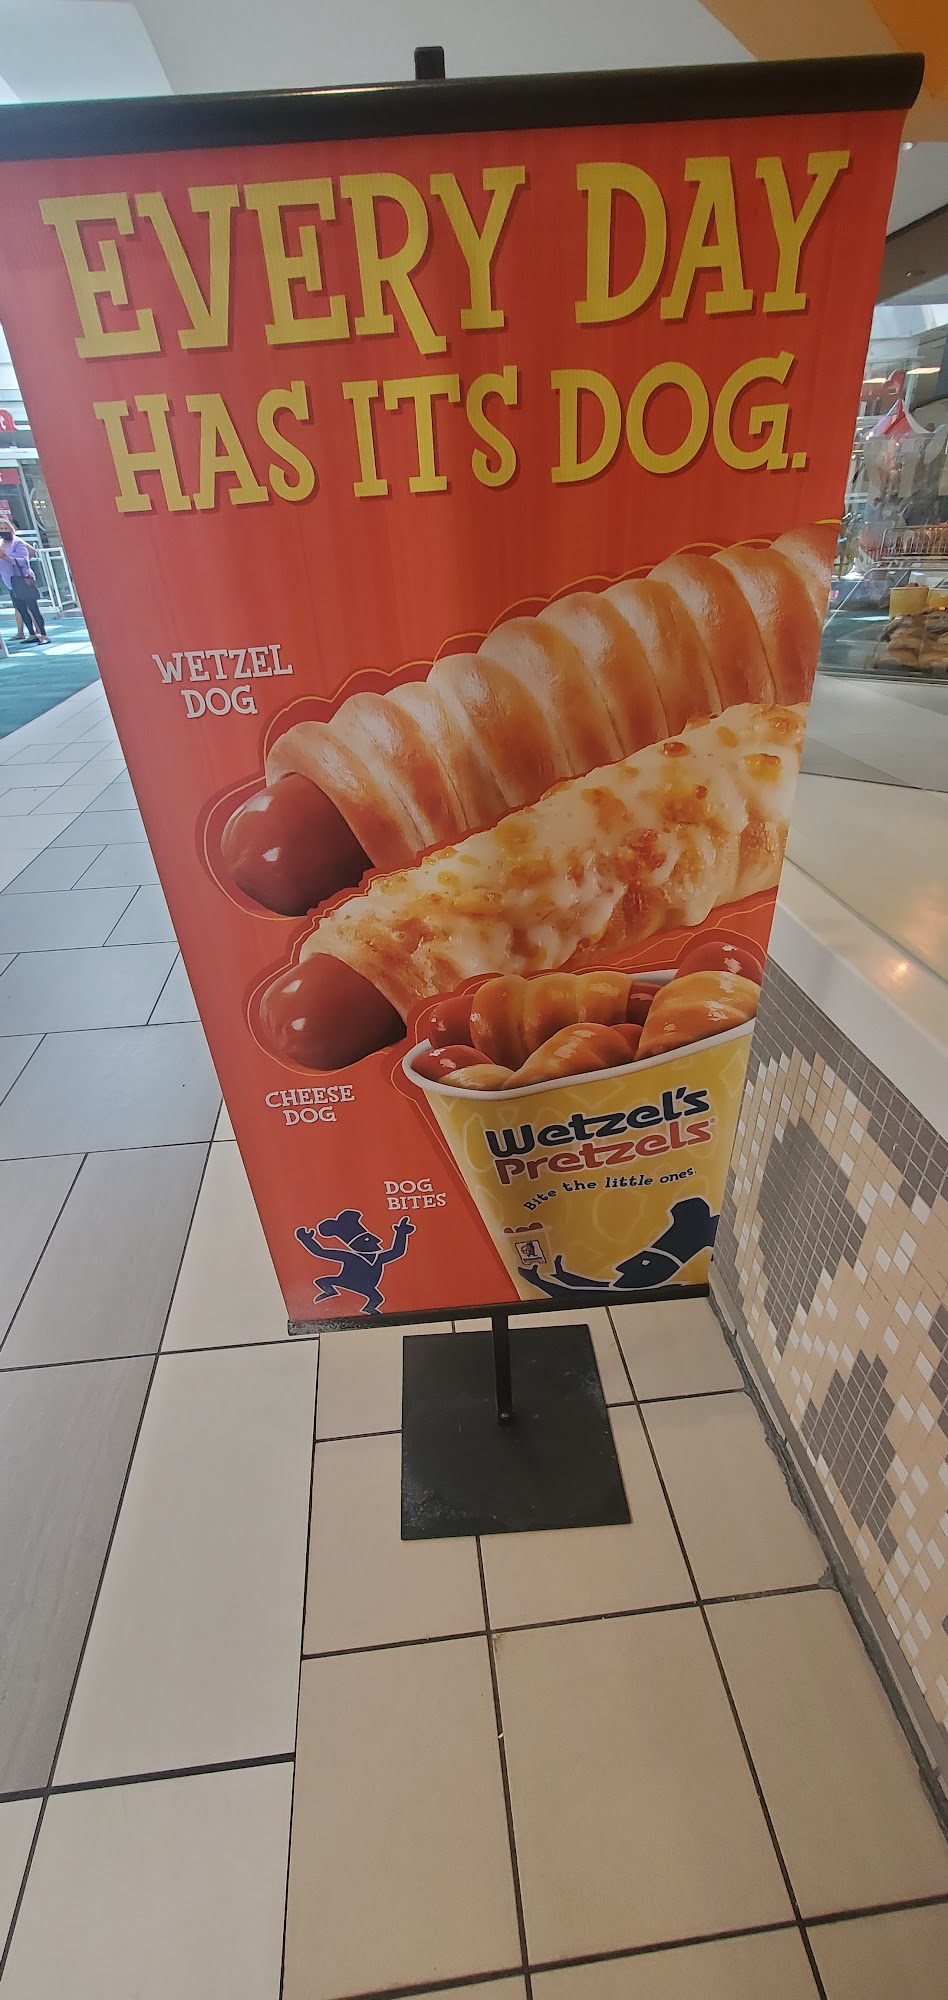 EVERY DAY
HAS ITS DOG.
WETZEL
DOG
CHEESE
DOG
DOG
BITES
Wetzel's
Pretzels
Bite the little ones.